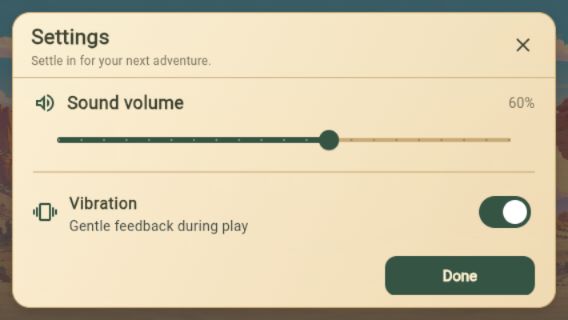 Settings
Settle in for your next adventure.
Sound volume
60%
Vibration
Gentle feedback during play
Done